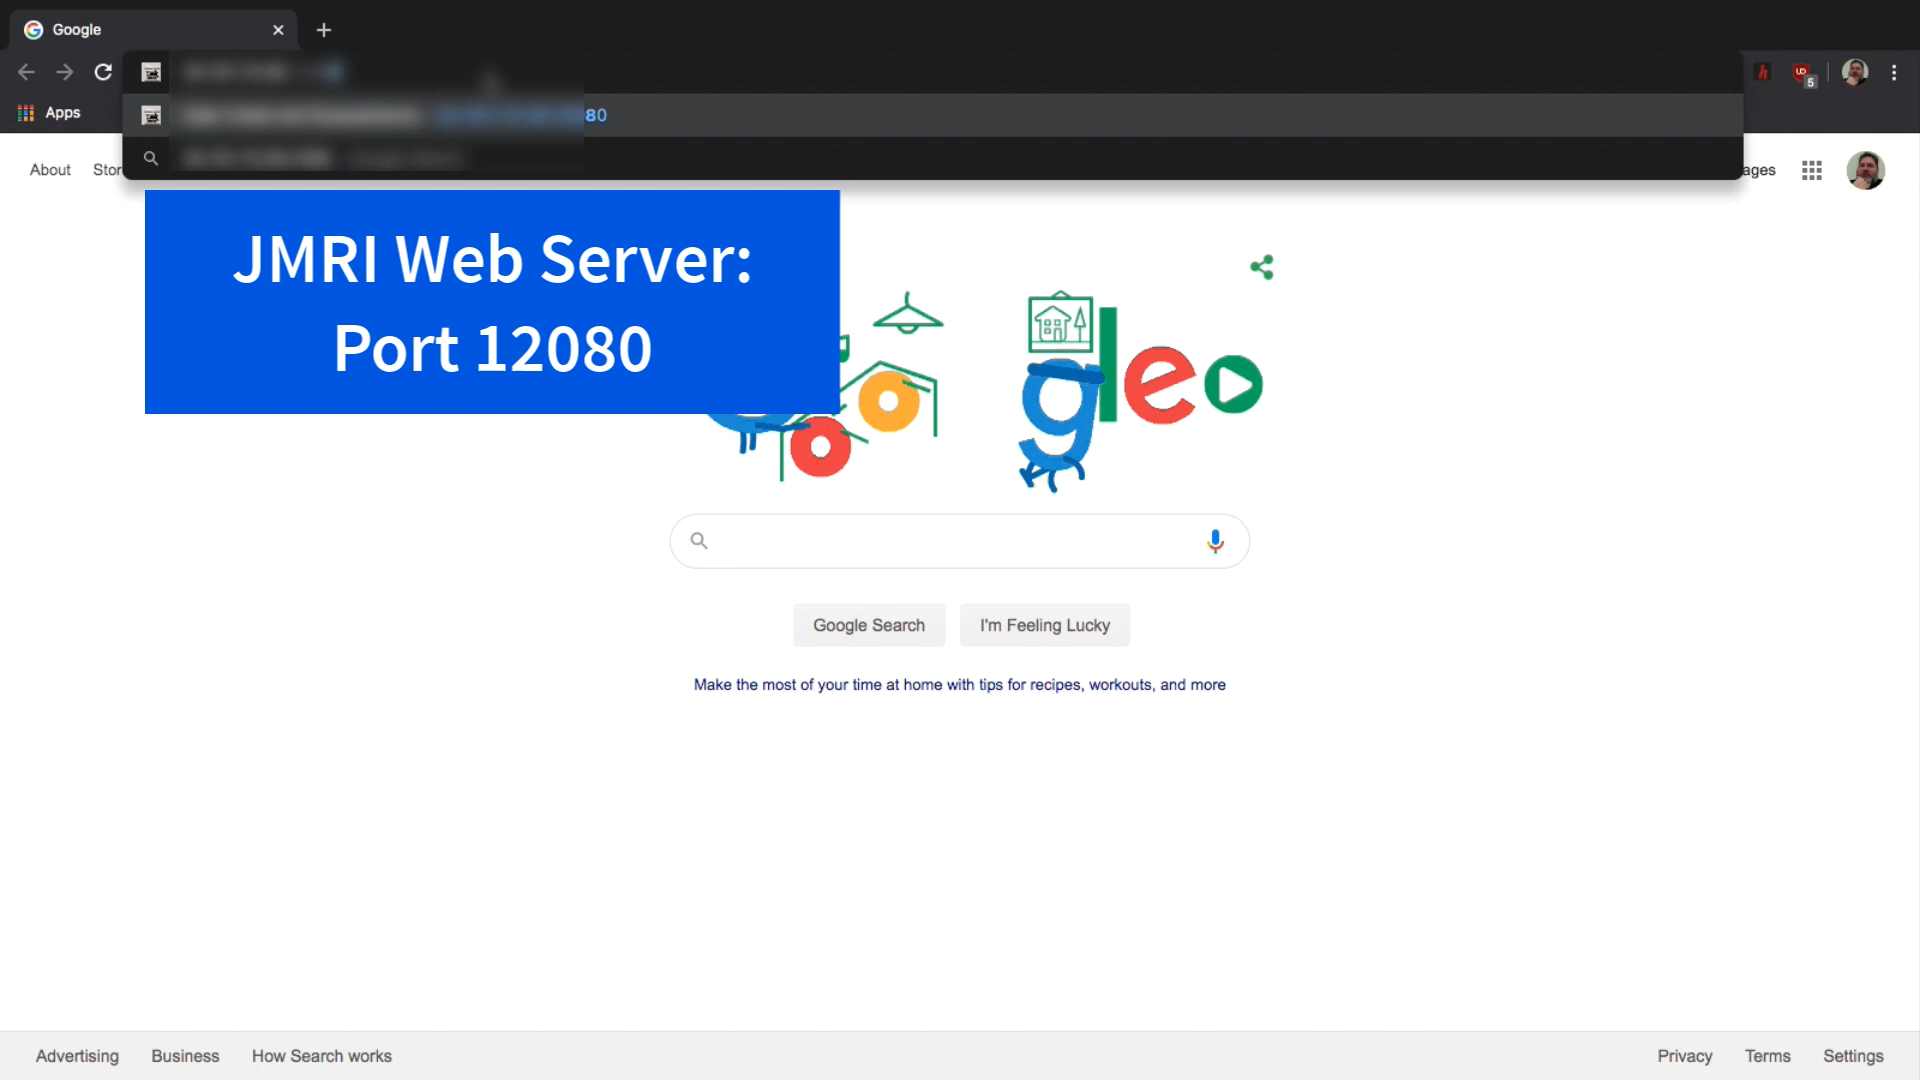 Google
Apps
80
About Stor
ages
JMRI Web Server:
Port 12080
gle
Google Search I'm Feeling Lucky
Make the most of your time at home with tips for recipes, workouts, and more
Advertising Business How Search works Privacy Terms Settings
5